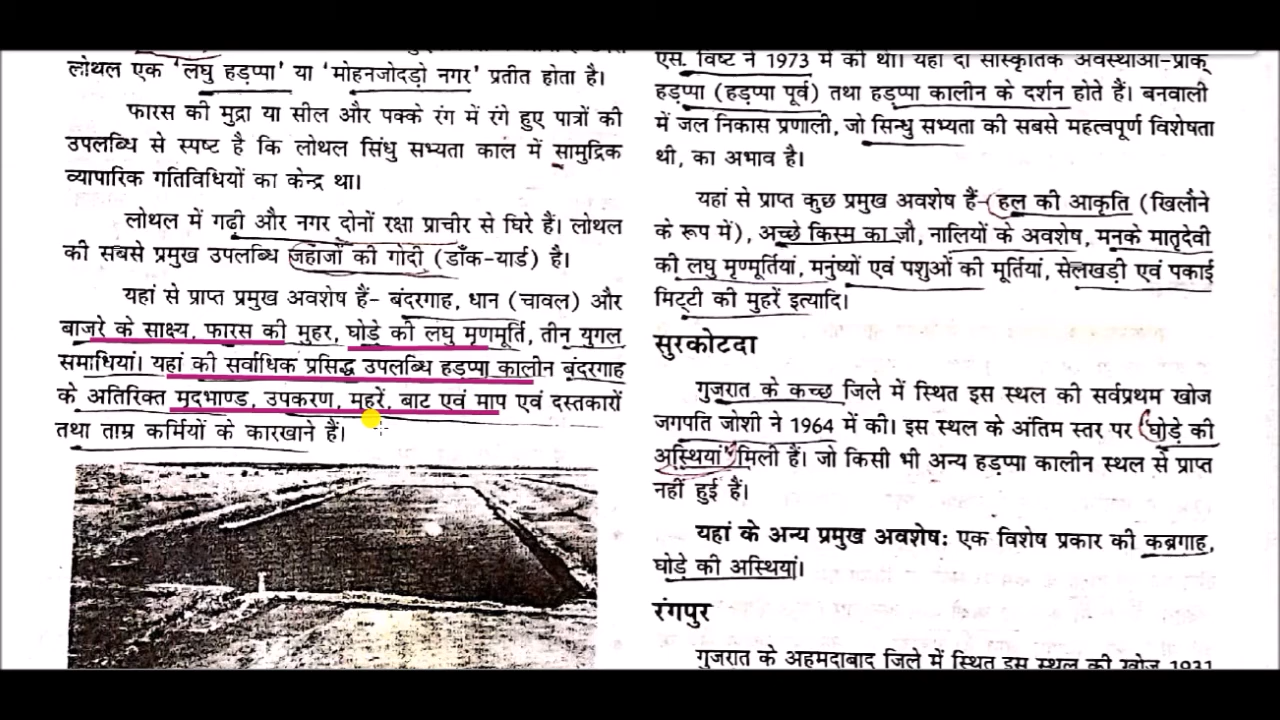 लोथल एक 'लघु हड़प्पा' या 'मोहनजोदड़ो नगर' प्रतीत होता है।
फारस की मुद्रा या सील और पक्के रंग में रंगे हुए पात्रों की
उपलब्धि से स्पष्ट है कि लोथल सिंधु सभ्यता काल में सामुद्रिक
व्यापारिक गतिविधियों का केन्द्र था।
लोथल में गढ़ी और नगर दोनों रक्षा प्राचीर से घिरे हैं। लोथल
की सबसे प्रमुख उपलब्धि जहाजों की गोदी (डॉक-यार्ड) है।
यहां से प्राप्त प्रमुख अवशेष हैं- बंदरगाह, धान (चावल) और
बाजरे के साक्ष्य, फारस की मुहर, घोड़े की लघु मृणमूर्ति, तीन युगल
समाधियां। यहां की सर्वाधिक प्रसिद्ध उपलब्धि हड़प्पा कालीन बंदरगाह
के अतिरिक्त मृदभाण्ड, उपकरण, मुहरें, बाट एवं माप एवं दस्तकारों
तथा ताम्र कर्मियों के कारखाने हैं।
एस. विष्ट ने 1973 में की थी। यहां दो सांस्कृतिक अवस्थाओं-प्राक्
हड़प्पा (हड़प्पा पूर्व) तथा हड़प्पा कालीन के दर्शन होते हैं। बनवाली
में जल निकास प्रणाली, जो सिन्धु सभ्यता की सबसे महत्वपूर्ण विशेषता
थी, का अभाव है।
यहां से प्राप्त कुछ प्रमुख अवशेष हैं- हल की आकृति (खिलौने
के रूप में), अच्छे किस्म का जौ, नालियों के अवशेष, मनके मातृदेवी
की लघु मृण्मूर्तियां, मनुंष्यों एवं पशुओं की मूर्तियां, सेलखड़ी एवं पकाई
मिट्टी की मुहरें इत्यादि।
सुरकोटदा
गुजरात के कच्छ जिले में स्थित इस स्थल की सर्वप्रथम खोज
जगपति जोशी ने 1964 में की। इस स्थल के अंतिम स्तर पर 'घोड़े की
अस्थियां' मिली हैं। जो किसी भी अन्य हड़प्पा कालीन स्थल से प्राप्त
नहीं हुई हैं।
यहां के अन्य प्रमुख अवशेष: एक विशेष प्रकार की कब्रगाह,
घोड़े की अस्थियां।
रंगपुर
गुजरात के अहमदाबाद जिले में स्थित इस स्थल की खोज 1931